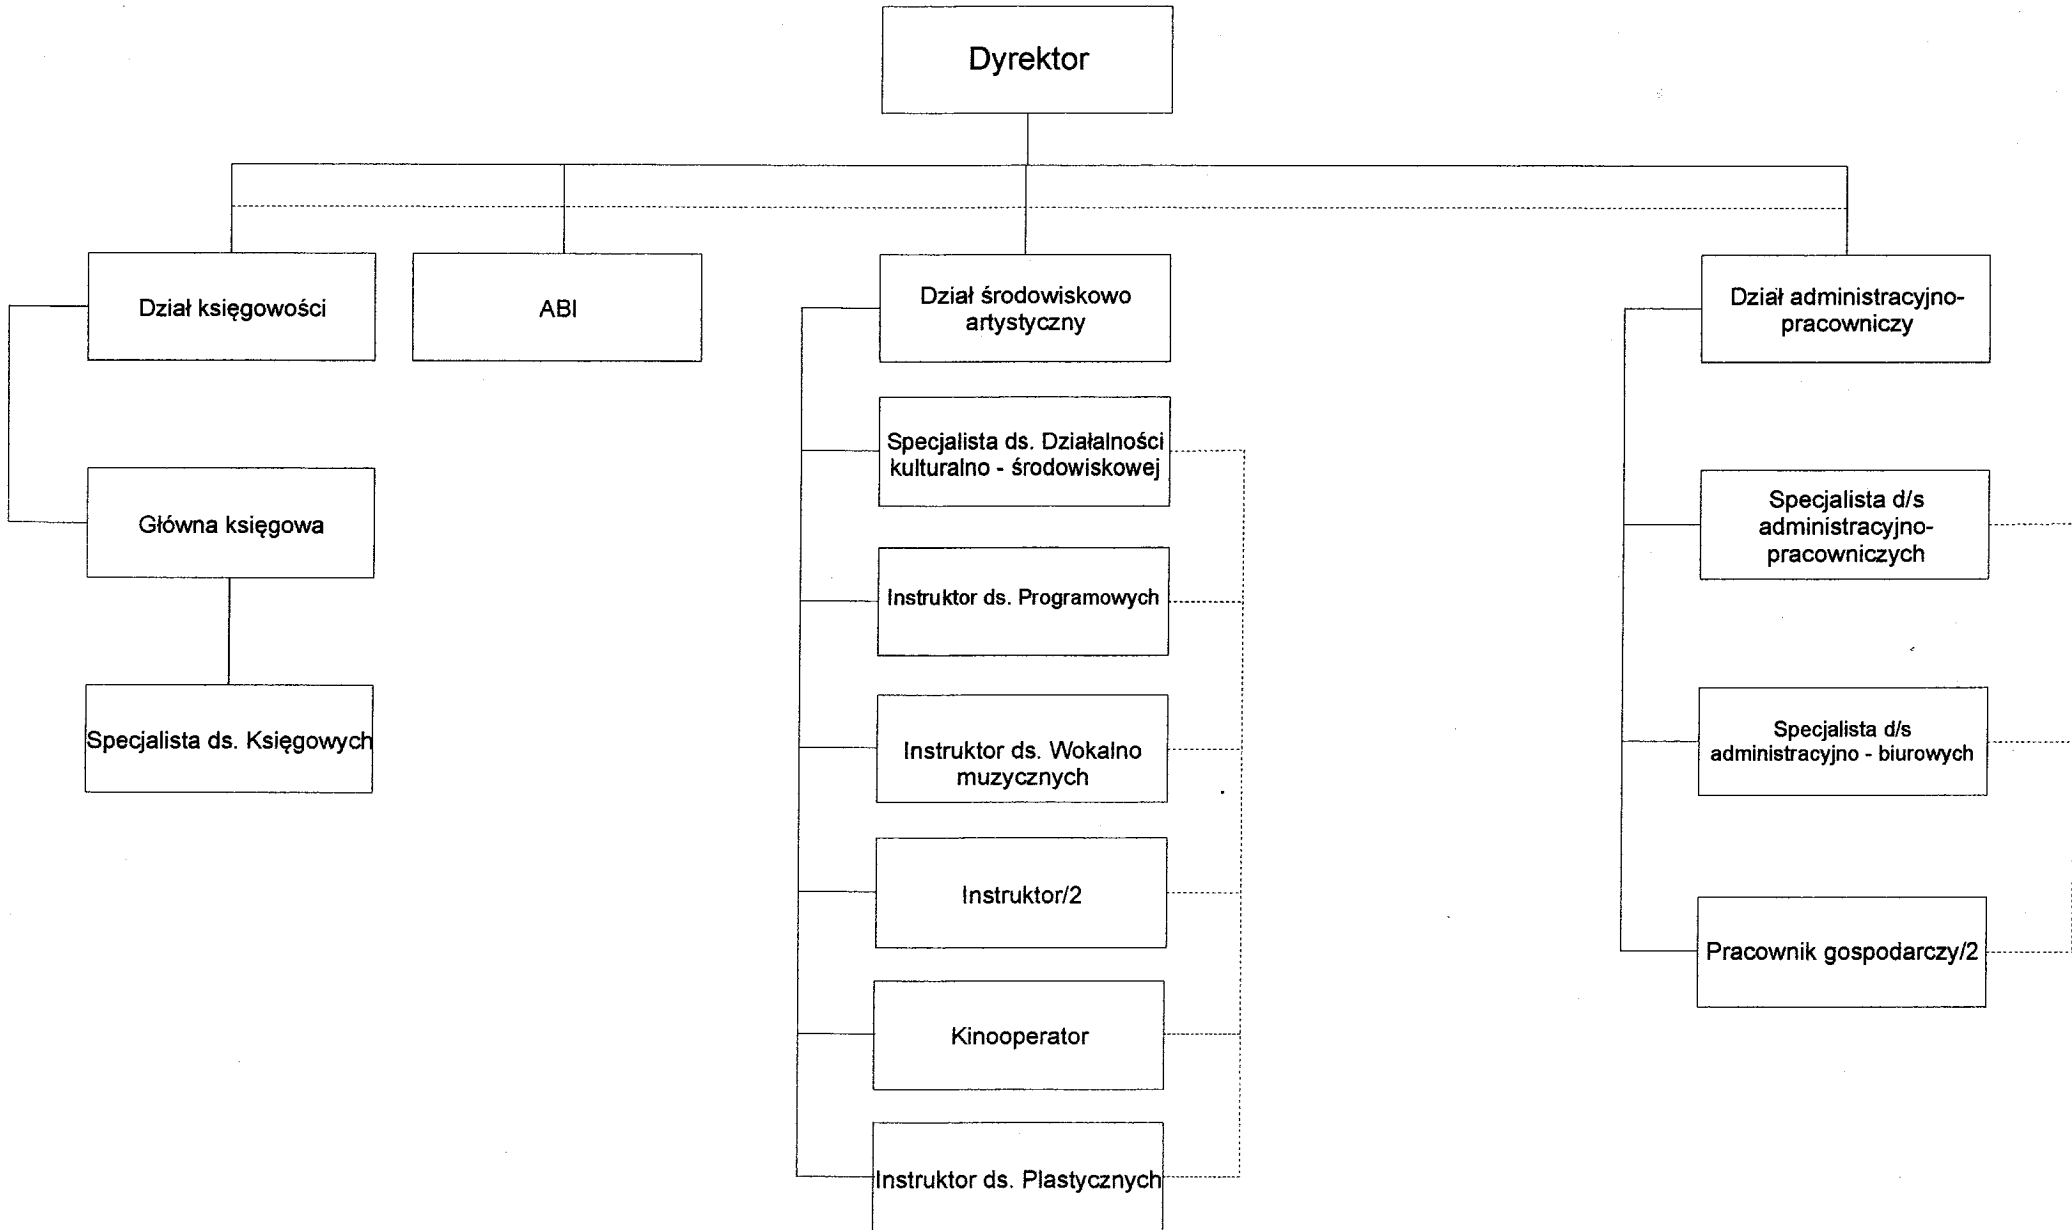 Dyrektor
Dział księgowości
ABI
Dział środowiskowo
artystyczny
Dział administracyjno-
pracowniczy
Główna księgowa
Specjalista ds. Księgowych
Specjalista ds. Działalności
kulturalno - środowiskowej
Instruktor ds. Programowych
Instruktor ds. Wokalno
muzycznych
Instruktor/2
Kinooperator
Instruktor ds. Plastycznych
Specjalista d/s
administracyjno-
pracowniczych
Specjalista d/s
administracyjno - biurowych
Pracownik gospodarczy/2